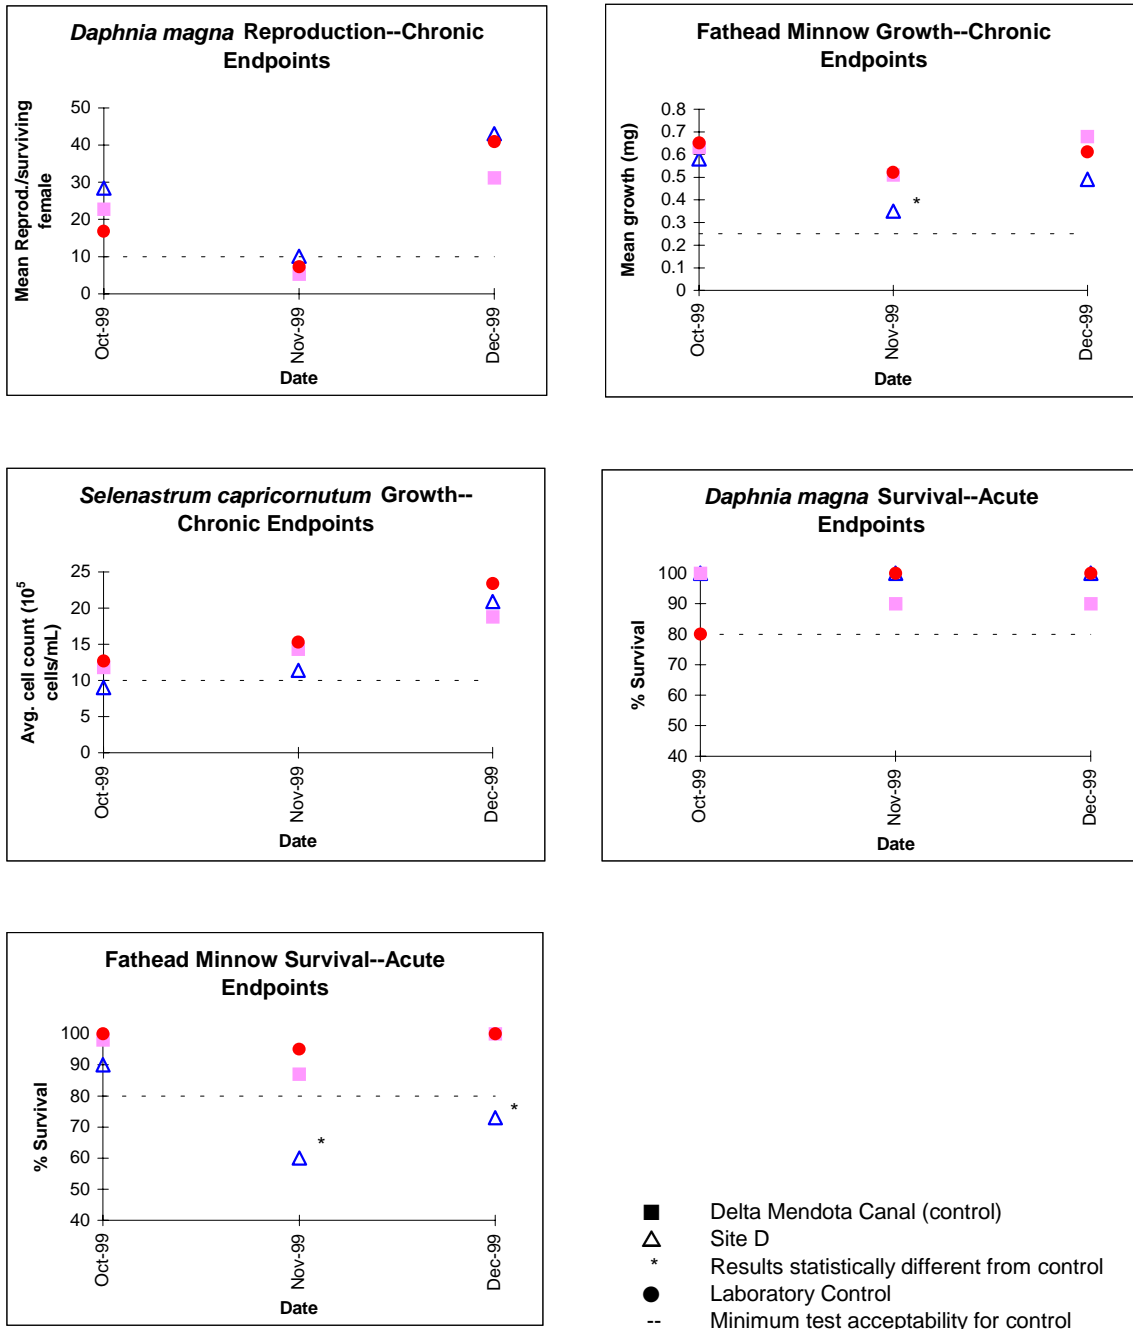 Daphnia magna Reproduction--Chronic
Endpoints
Mean Reprod./surviving
female
50
40
30
20
10
0
Oct-99
Nov-99
Dec-99
Date
Fathead Minnow Growth--Chronic
Endpoints
Mean growth (mg)
0.8
0.7
0.6
0.5
0.4
0.3
0.2
0.1
0
*
Oct-99
Nov-99
Dec-99
Date
Selenastrum capricornutum Growth--
Chronic Endpoints
Avg. cell count (10⁵
cells/mL)
25
20
15
10
5
0
Oct-99
Nov-99
Dec-99
Date
Daphnia magna Survival--Acute
Endpoints
% Survival
100
90
80
70
60
50
40
Oct-99
Nov-99
Dec-99
Date
Fathead Minnow Survival--Acute
Endpoints
% Survival
100
90
80
70
60
50
40
*
*
Oct-99
Nov-99
Dec-99
Date
Delta Mendota Canal (control)
Site D
* Results statistically different from control
Laboratory Control
-- Minimum test acceptability for control